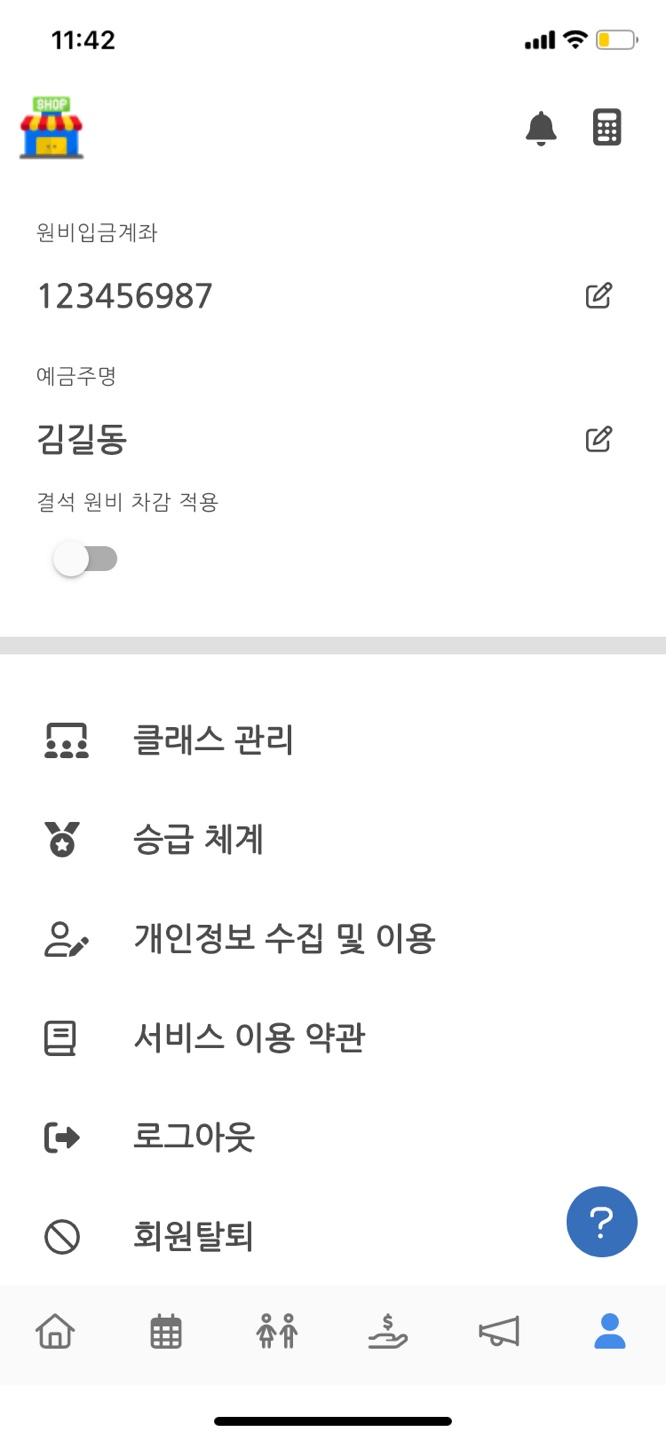 11:42
SHOP
원비입금계좌
123456987
예금주명
김길동
결석 원비 차감 적용
클래스 관리
승급 체계
개인정보 수집 및 이용
서비스 이용 약관
로그아웃
회원탈퇴
?
$